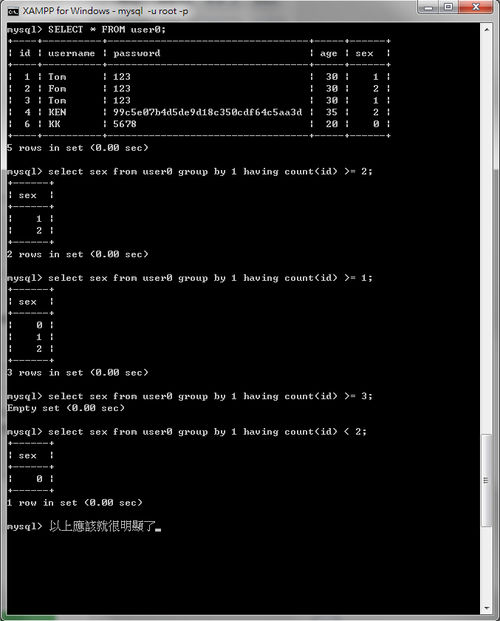 XAMPP for Windows - mysql -u root -p
mysql> SELECT * FROM user0;
+----+----------+----------------------------------+-----+-----+
| id | username | password | age | sex |
+----+----------+----------------------------------+-----+-----+
| 1 | Tom | 123 | 30 | 1 |
| 2 | Fom | 123 | 30 | 2 |
| 3 | Tom | 123 | 30 | 1 |
| 4 | KEN | 99c5e07b4d5de9d18c350cdf64c5aa3d | 35 | 2 |
| 6 | KK | 5678 | 20 | 0 |
+----+----------+----------------------------------+-----+-----+
5 rows in set (0.00 sec)
mysql> select sex from user0 group by 1 having count(id) >= 2;
+------+
| sex |
+------+
| 1 |
| 2 |
+------+
2 rows in set (0.00 sec)
mysql> select sex from user0 group by 1 having count(id) >= 1;
+------+
| sex |
+------+
| 0 |
| 1 |
| 2 |
+------+
3 rows in set (0.00 sec)
mysql> select sex from user0 group by 1 having count(id) >= 3;
Empty set (0.00 sec)
mysql> select sex from user0 group by 1 having count(id) < 2;
+------+
| sex |
+------+
| 0 |
+------+
1 row in set (0.00 sec)
mysql> 以上應該就很明顯了_